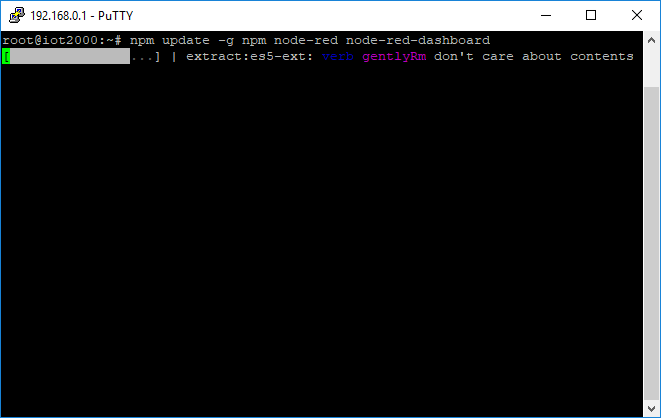 192.168.0.1 - PuTTY
root@iot2000:~# npm update -g npm node-red node-red-dashboard
[               ...] | extract:es5-ext: verb gentlyRm don't care about contents